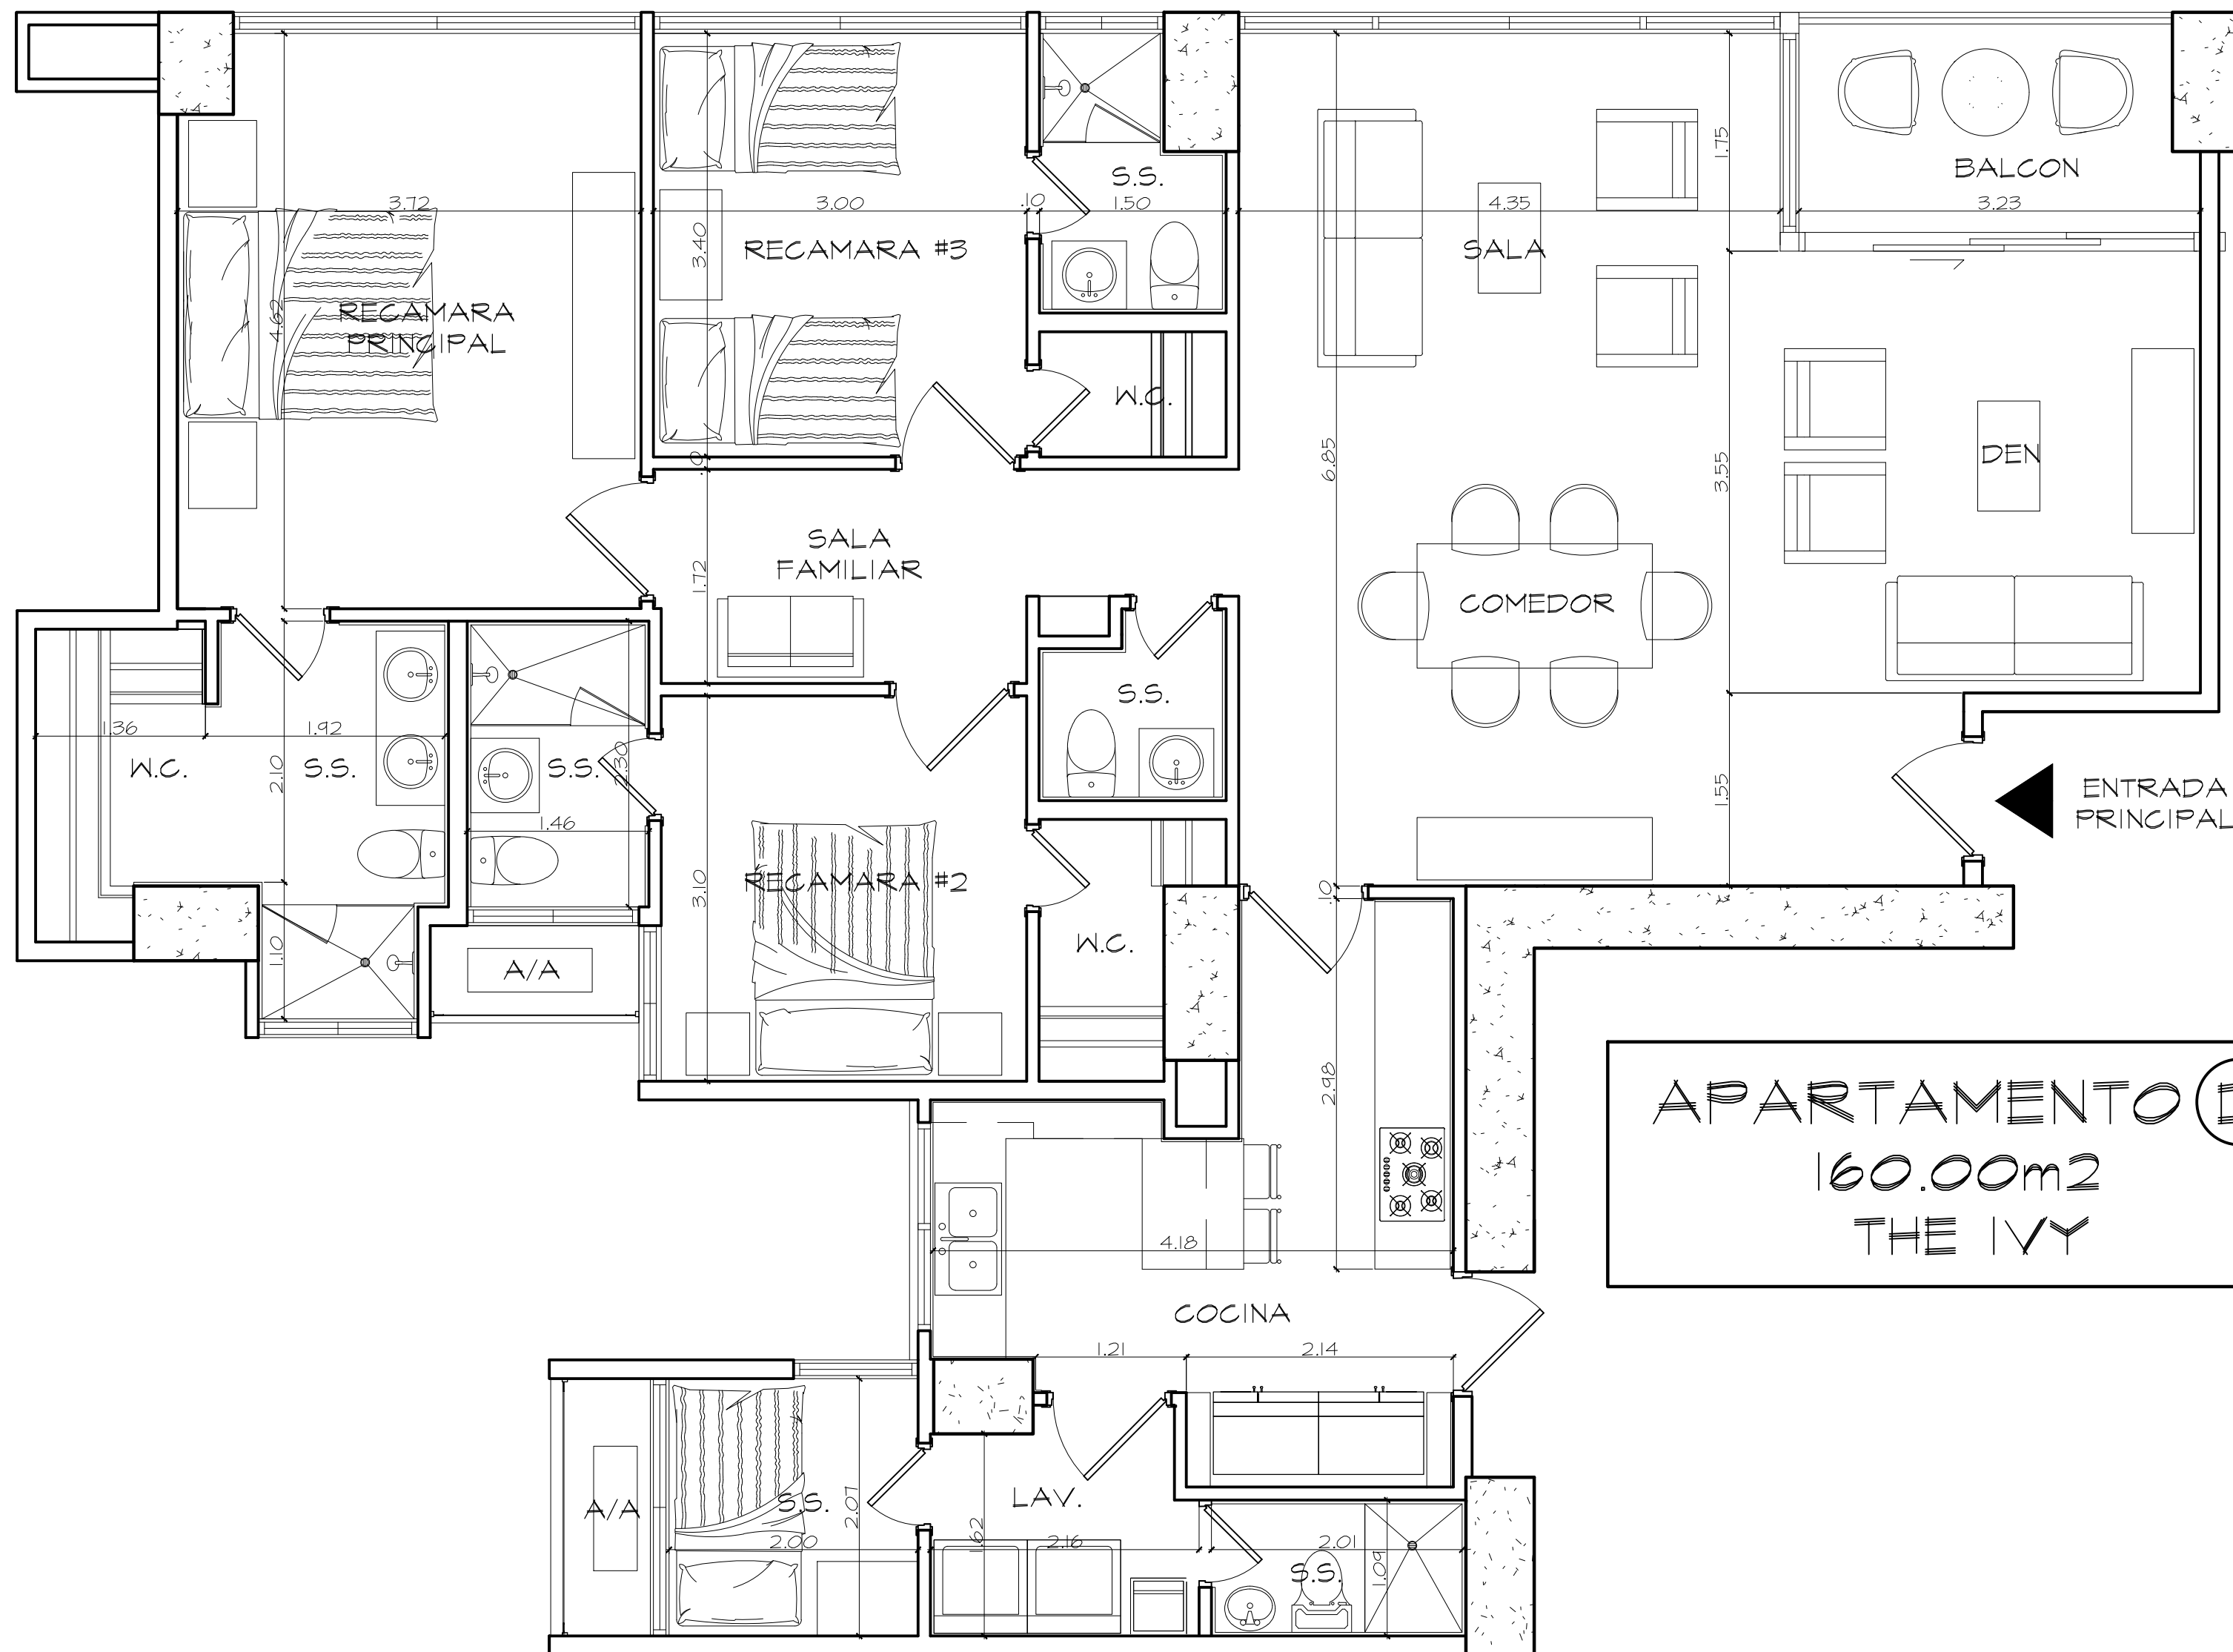 BALCON
S.S.
1.75
3.72
3.00
.10
1.50
4.35
3.23
3.40
RECAMARA #3
SALA
4.62
RECAMARA
PRINCIPAL
W.C.
6.85
3.55
DEN
.10
SALA
FAMILIAR
1.72
COMEDOR
S.S.
1.36
1.92
W.C.
2.10
S.S.
S.S.
2.30
1.46
1.55
ENTRADA
PRINCIPAL
3.10
RECAMARA #2
.10
W.C.
1.10
A/A
2.98
APARTAMENTO
160.00m2
THE IVY
4.18
COCINA
1.21
2.14
A/A
S.S.
2.07
LAV.
2.00
1.62
2.16
2.01
S.S.
1.09